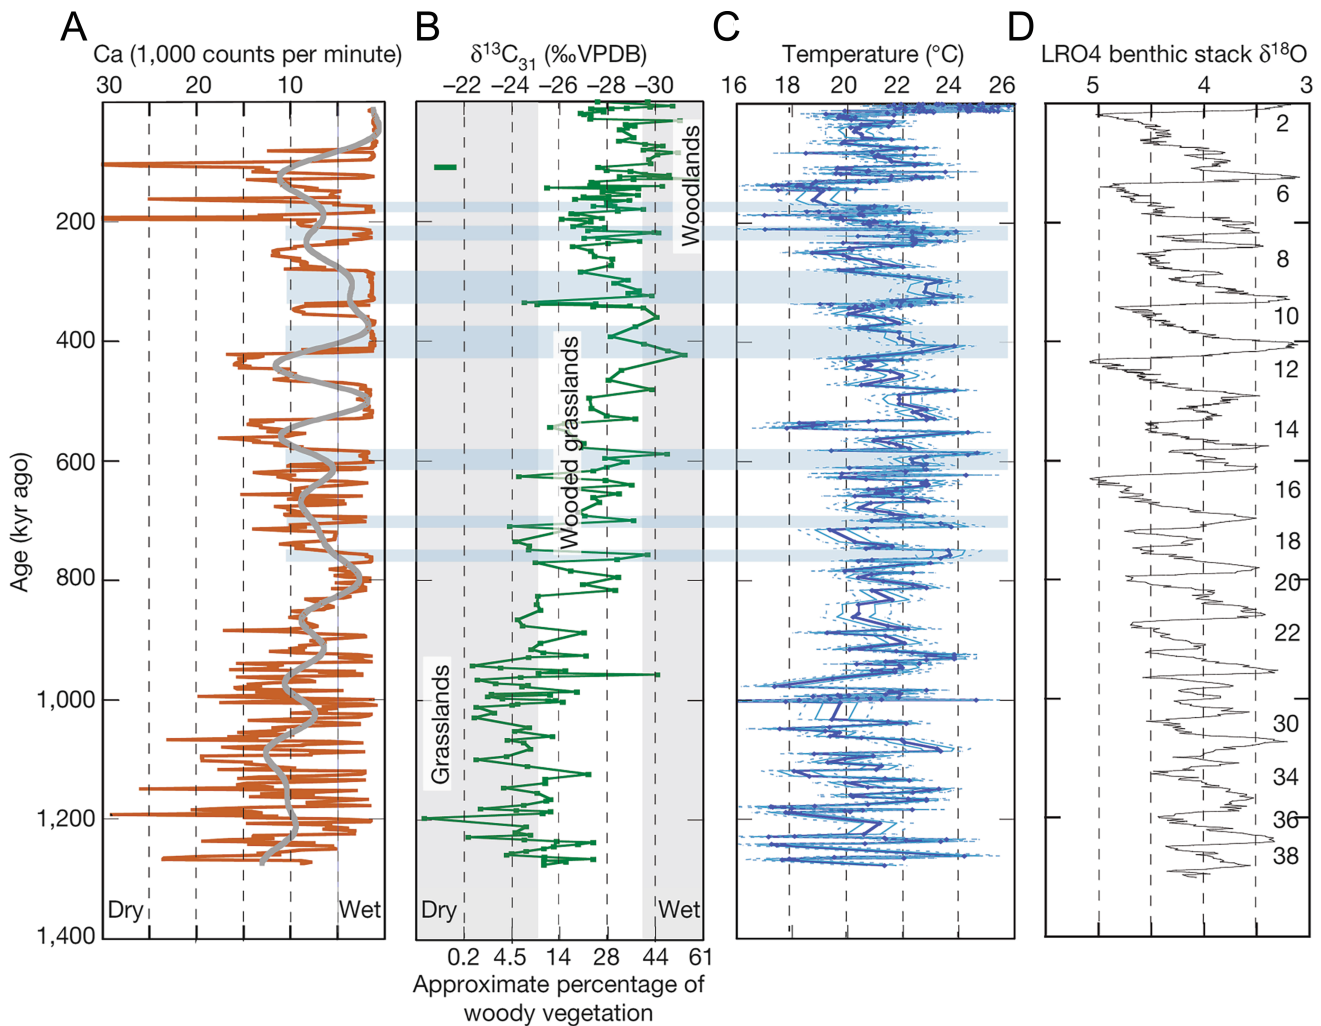 A
B
C
D
Ca (1,000 counts per minute)
δ¹³C₃₁ (‰VPDB)
Temperature (°C)
LRO4 benthic stack δ¹⁸O
30 20 10
–22 –24 –26 –28 –30
16 18 20 22 24 26
5 4 3
Age (kyr ago)
200
400
600
800
1,000
1,200
1,400
Dry
Wet
Grasslands
Wooded grasslands
Woodlands
Dry
Wet
0.2 4.5 14 28 44 61
Approximate percentage of
woody vegetation
2
6
8
10
12
14
16
18
20
22
30
34
36
38